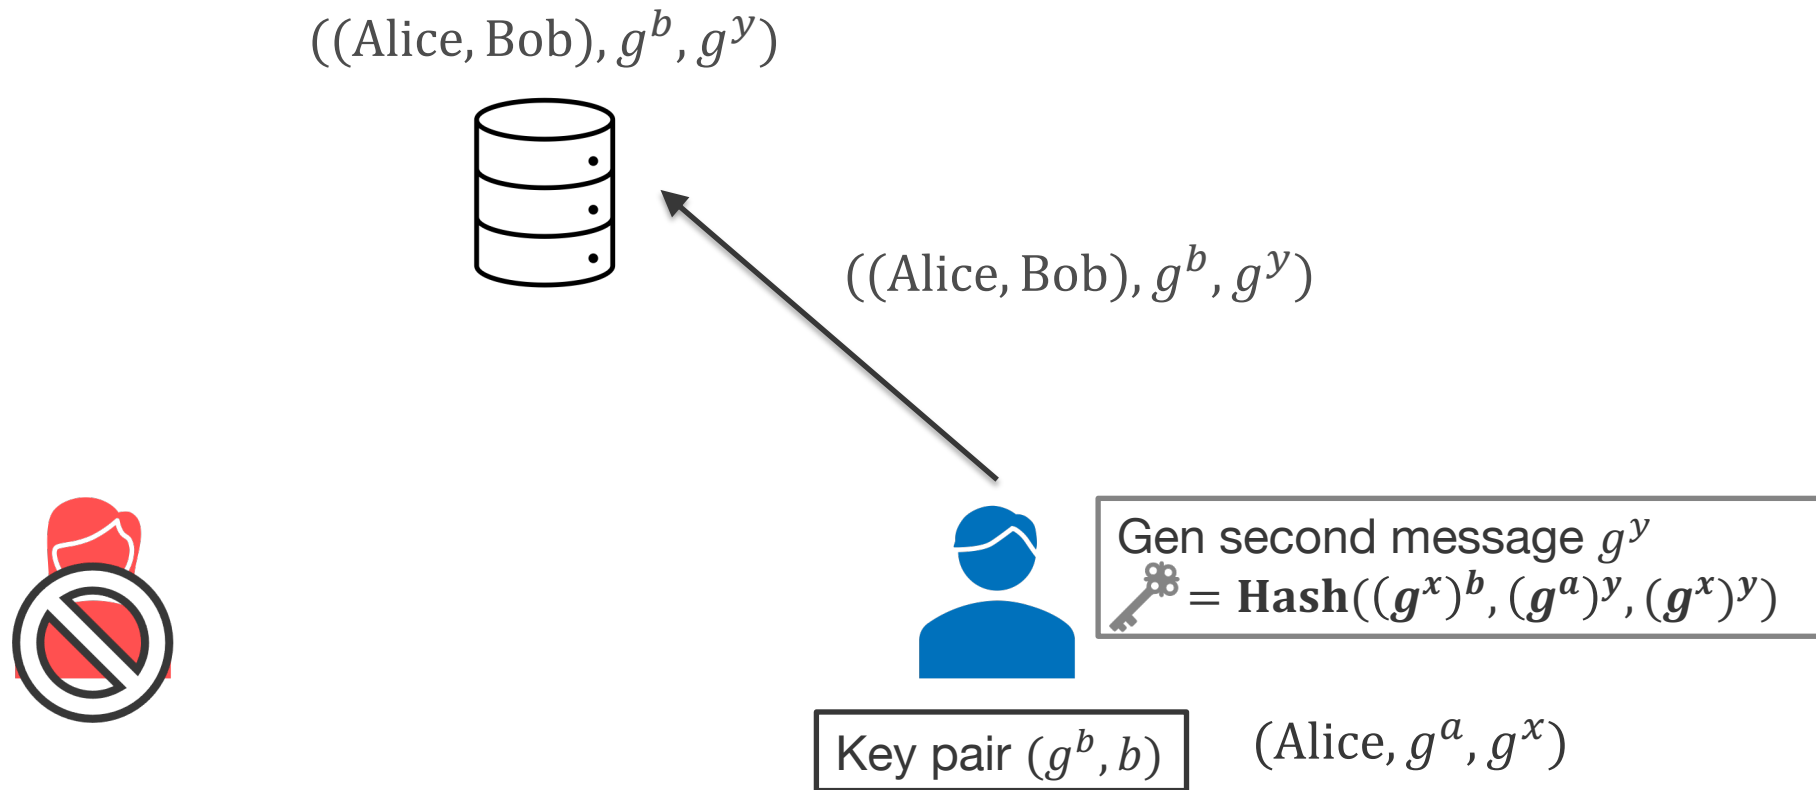 ((Alice, Bob), g^b, g^y)
((Alice, Bob), g^b, g^y)
Gen second message g^y
= Hash((g^x)^b, (g^a)^y, (g^x)^y)
Key pair (g^b, b)
(Alice, g^a, g^x)